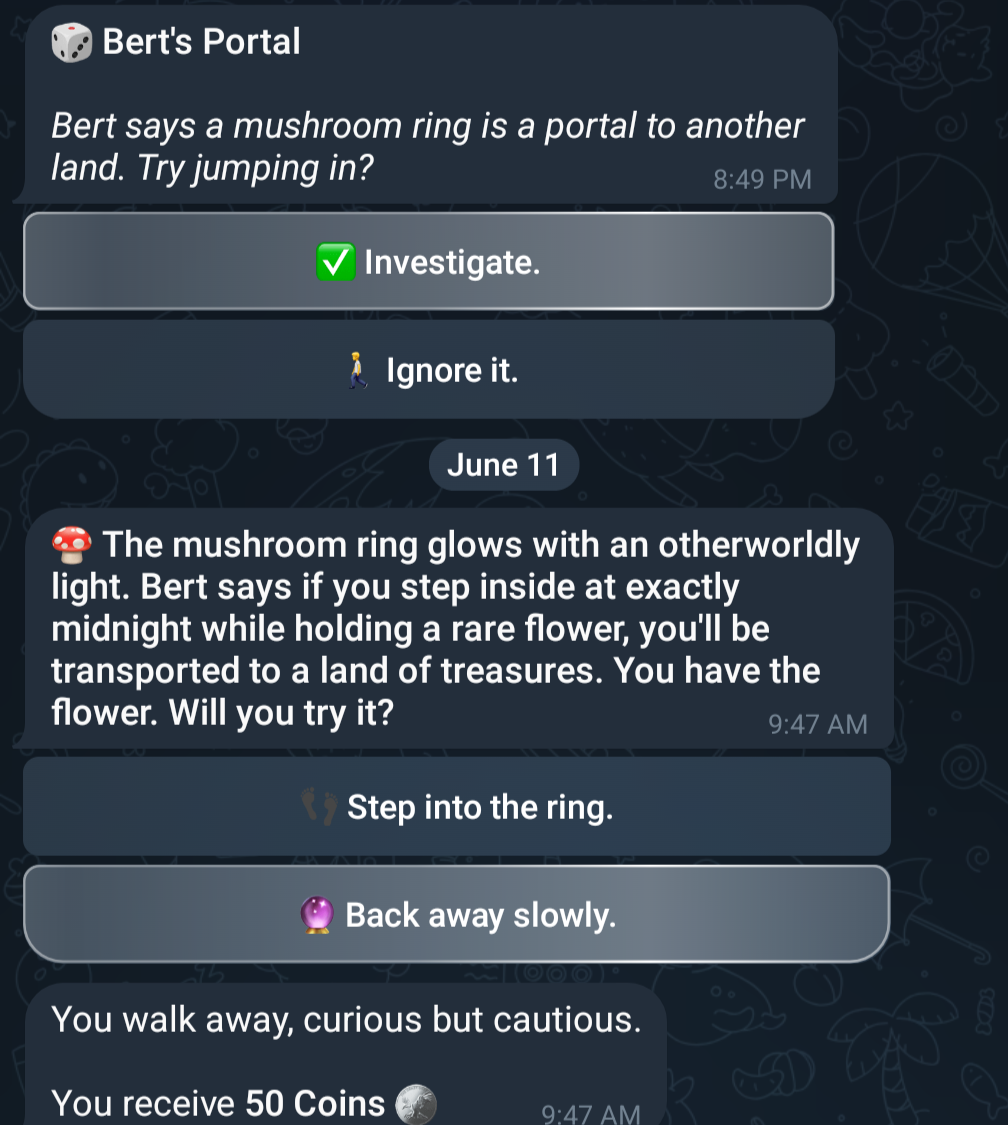 🎲 Bert's Portal
Bert says a mushroom ring is a portal to another
land. Try jumping in?
8:49 PM
✅ Investigate.
🚶 Ignore it.
June 11
🍄 The mushroom ring glows with an otherworldly
light. Bert says if you step inside at exactly
midnight while holding a rare flower, you'll be
transported to a land of treasures. You have the
flower. Will you try it?
9:47 AM
👣 Step into the ring.
🔮 Back away slowly.
You walk away, curious but cautious.
You receive 50 Coins
9:47 AM